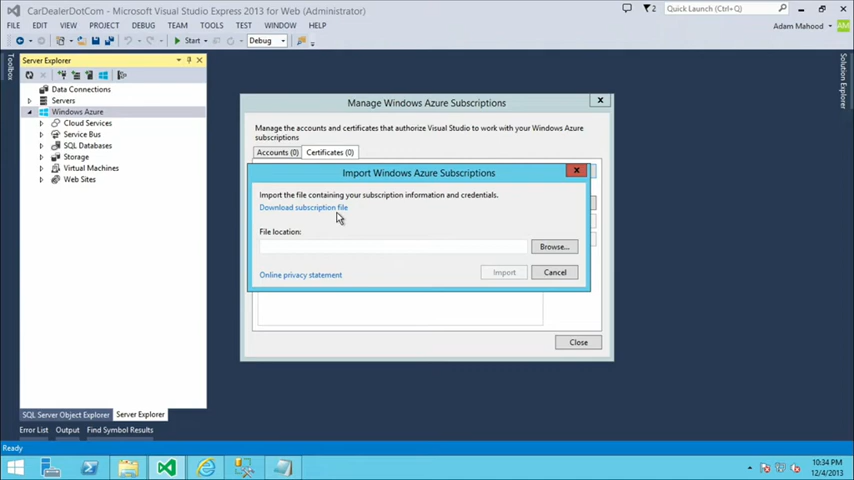 CarDealerDotCom - Microsoft Visual Studio Express 2013 for Web (Administrator)
2
Quick Launch (Ctrl+Q)
FILE EDIT VIEW PROJECT DEBUG TEAM TOOLS TEST WINDOW HELP
Adam Mahood
AM
Start
Debug
Toolbox
Server Explorer
Solution Explorer
Data Connections
Servers
Windows Azure
Cloud Services
Service Bus
SQL Databases
Storage
Virtual Machines
Web Sites
Manage Windows Azure Subscriptions
Manage the accounts and certificates that authorize Visual Studio to work with your Windows Azure
subscriptions
Accounts (0) Certificates (0)
Import Windows Azure Subscriptions
Import the file containing your subscription information and credentials.
Download subscription file
File location:
Browse...
Online privacy statement
Import
Cancel
Close
SQL Server Object Explorer Server Explorer
Error List Output Find Symbol Results
Ready
10:34 PM
12/4/2013